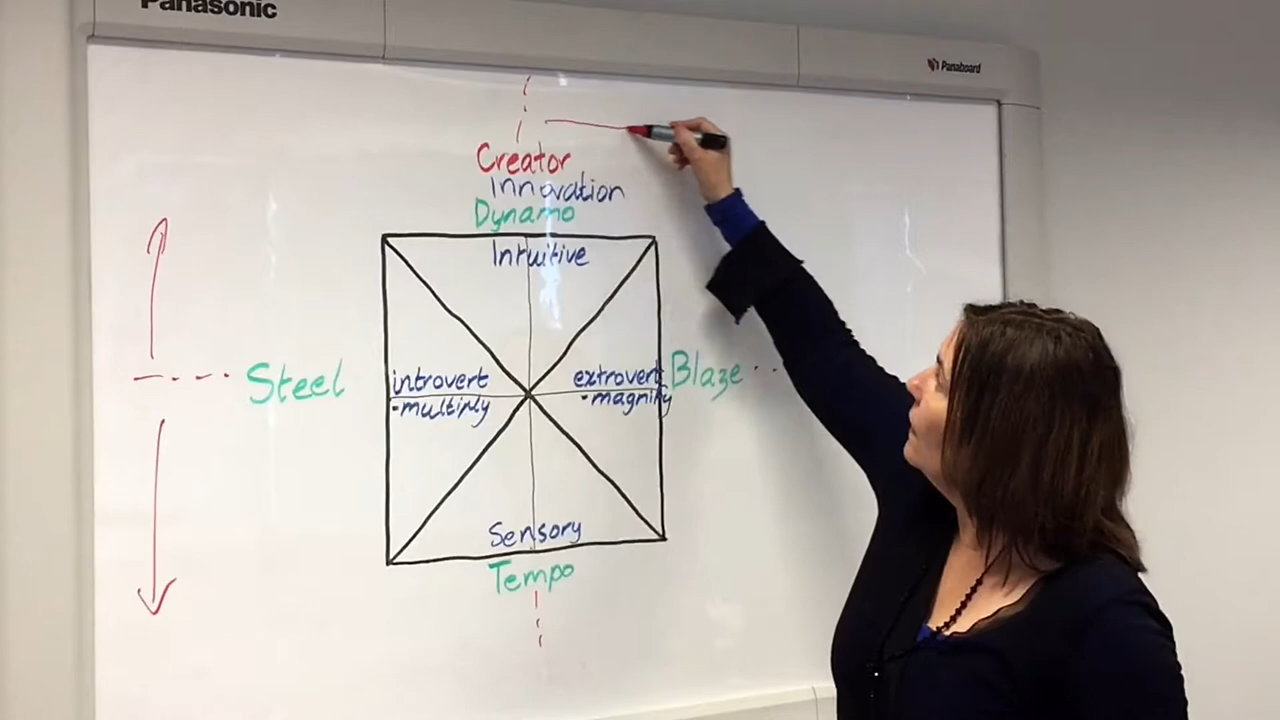 Panasonic
Panaboard
Creator
Innovation
Dynamo
Intuitive
Steel
introvert
-multiply
extrovert
-magnify
Blaze
Sensory
Tempo